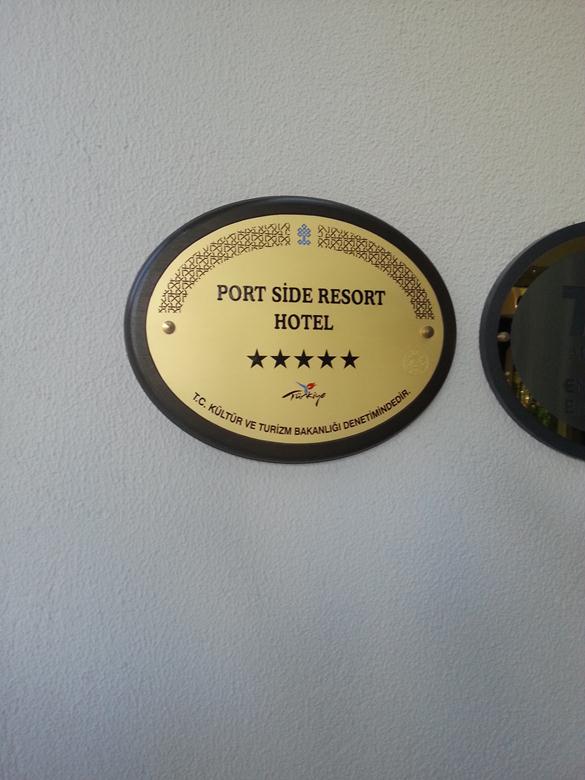 PORT SİDE RESORT
HOTEL
Türkiye
T.C. KÜLTÜR VE TURİZM BAKANLIĞI DENETİMİNDEDİR.